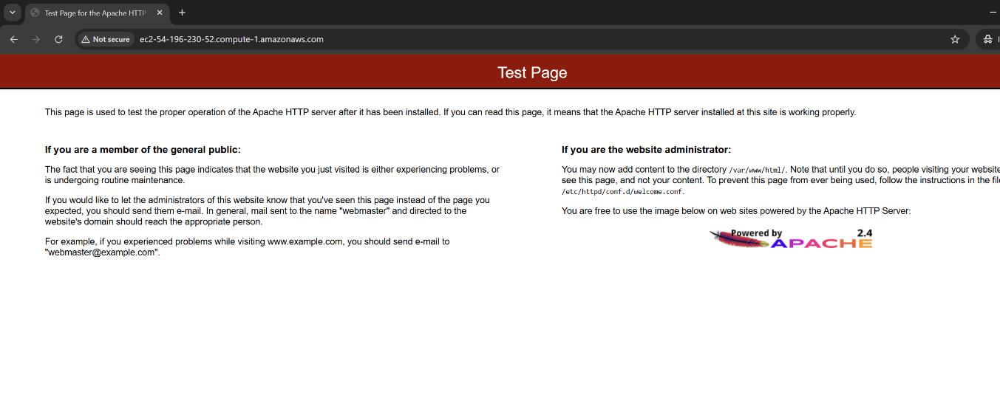 Test Page for the Apache HTTP
Not secure
ec2-54-196-230-52.compute-1.amazonaws.com
Test Page
This page is used to test the proper operation of the Apache HTTP server after it has been installed. If you can read this page, it means that the Apache HTTP server installed at this site is working properly.
If you are a member of the general public:
The fact that you are seeing this page indicates that the website you just visited is either experiencing problems, or
is undergoing routine maintenance.
If you would like to let the administrators of this website know that you've seen this page instead of the page you
expected, you should send them e-mail. In general, mail sent to the name "webmaster" and directed to the
website's domain should reach the appropriate person.
For example, if you experienced problems while visiting www.example.com, you should send e-mail to
"webmaster@example.com".
If you are the website administrator:
You may now add content to the directory /var/www/html/. Note that until you do so, people visiting your website
see this page, and not your content. To prevent this page from ever being used, follow the instructions in the file
/etc/httpd/conf.d/welcome.conf.
You are free to use the image below on web sites powered by the Apache HTTP Server:
Powered by 2.4
APACHE